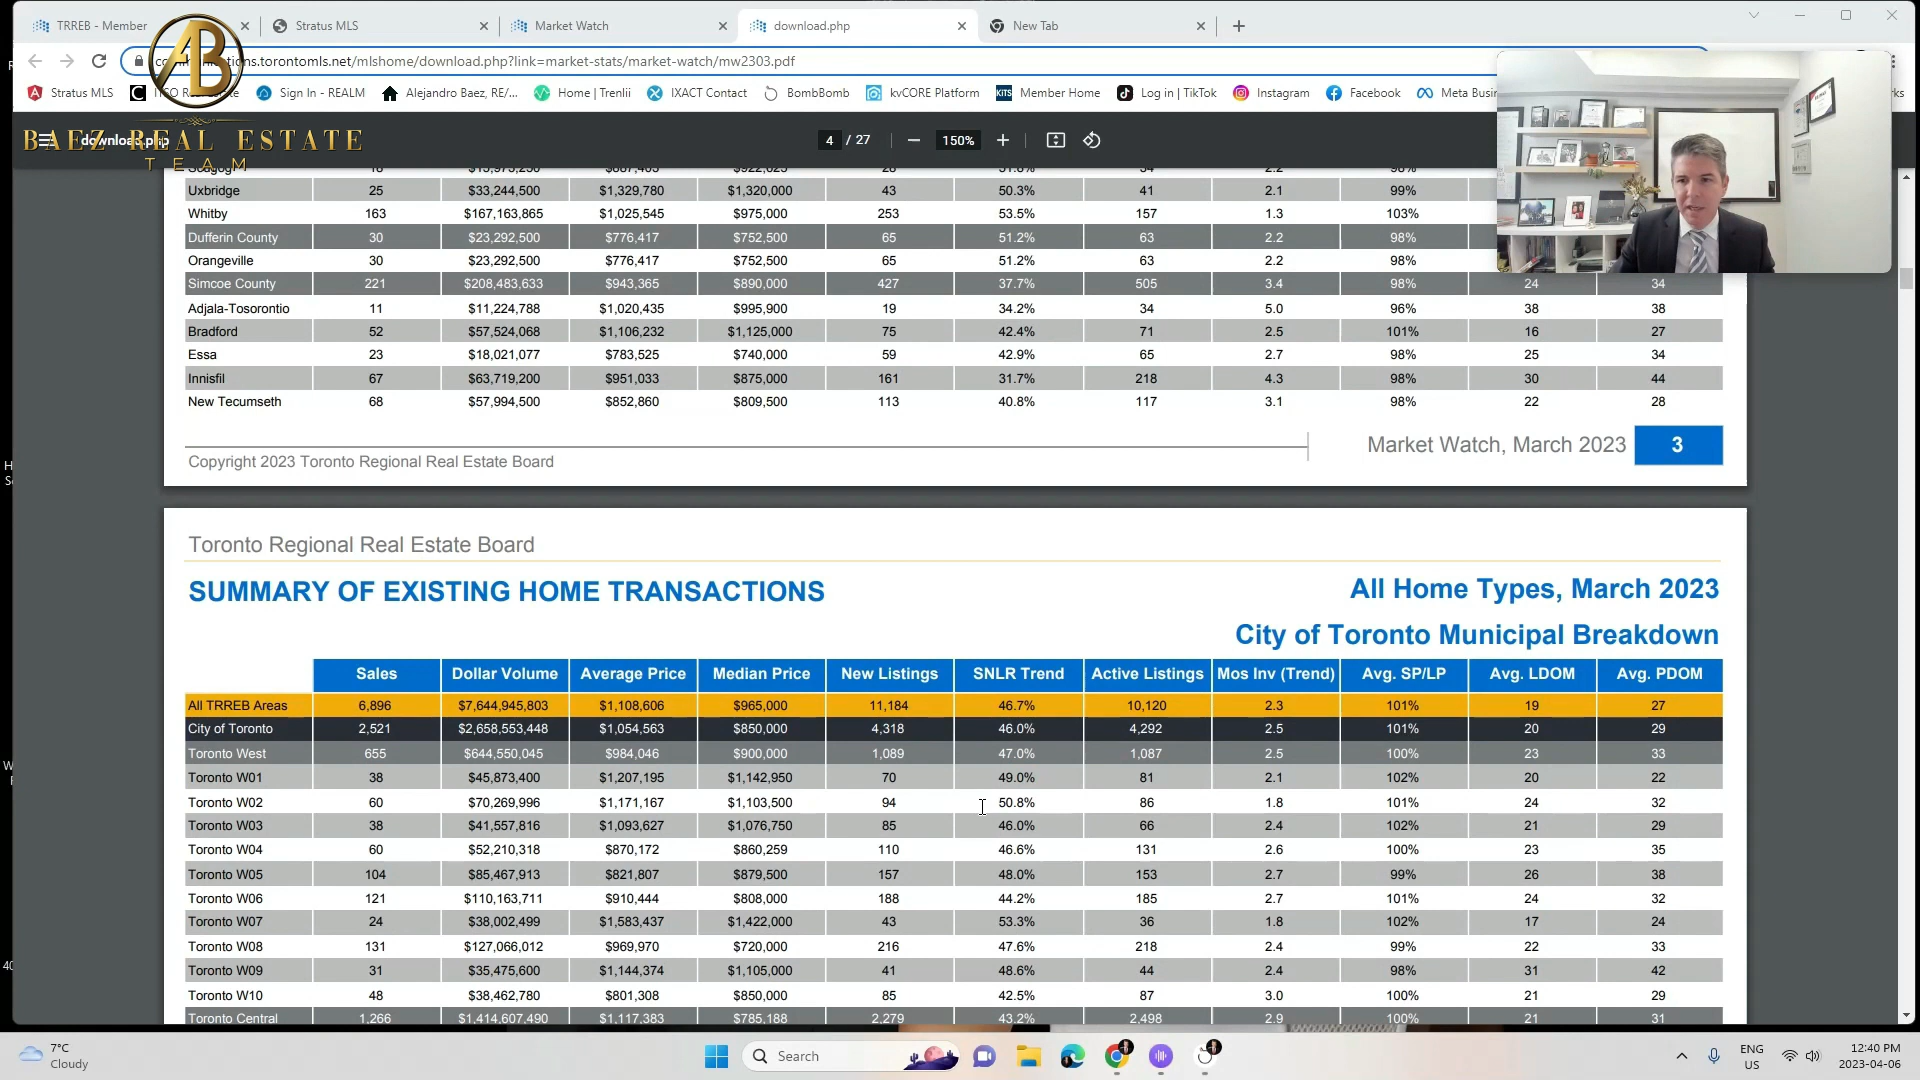 TRREB - Member
Stratus MLS
Market Watch
download.php
New Tab
AB
torontomls.net/mlshome/download.php?link=market-stats/market-watch/mw2303.pdf
Stratus MLS
Sign In - REALM
Alejandro Baez, RE/...
Home | Trenlii
IXACT Contact
BombBomb
kvCORE Platform
KITS
Member Home
Log in | TikTok
Instagram
Facebook
Meta Busin
BAEZ REAL ESTATE
TEAM
download.php
4 / 27
150%
Uxbridge 25 $33,244,500 $1,329,780 $1,320,000 43 50.3% 41 2.1 99%
Whitby 163 $167,163,865 $1,025,545 $975,000 253 53.5% 157 1.3 103%
Dufferin County 30 $23,292,500 $776,417 $752,500 65 51.2% 63 2.2 98%
Orangeville 30 $23,292,500 $776,417 $752,500 65 51.2% 63 2.2 98%
Simcoe County 221 $208,483,633 $943,365 $890,000 427 37.7% 505 3.4 98% 24 34
Adjala-Tosorontio 11 $11,224,788 $1,020,435 $995,900 19 34.2% 34 5.0 96% 38 38
Bradford 52 $57,524,068 $1,106,232 $1,125,000 75 42.4% 71 2.5 101% 16 27
Essa 23 $18,021,077 $783,525 $740,000 59 42.9% 65 2.7 98% 25 34
Innisfil 67 $63,719,200 $951,033 $875,000 161 31.7% 218 4.3 98% 30 44
New Tecumseth 68 $57,994,500 $852,860 $809,500 113 40.8% 117 3.1 98% 22 28
Market Watch, March 2023 3
Copyright 2023 Toronto Regional Real Estate Board
Toronto Regional Real Estate Board
SUMMARY OF EXISTING HOME TRANSACTIONS
All Home Types, March 2023
City of Toronto Municipal Breakdown
Sales Dollar Volume Average Price Median Price New Listings SNLR Trend Active Listings Mos Inv (Trend) Avg. SP/LP Avg. LDOM Avg. PDOM
All TRREB Areas 6,896 $7,644,945,803 $1,108,606 $965,000 11,184 46.7% 10,120 2.3 101% 19 27
City of Toronto 2,521 $2,658,553,448 $1,054,563 $850,000 4,318 46.0% 4,292 2.5 101% 20 29
Toronto West 655 $644,550,045 $984,046 $900,000 1,089 47.0% 1,087 2.5 100% 23 33
Toronto W01 38 $45,873,400 $1,207,195 $1,142,950 70 49.0% 81 2.1 102% 20 22
Toronto W02 60 $70,269,996 $1,171,167 $1,103,500 94 50.8% 86 1.8 101% 24 32
Toronto W03 38 $41,557,816 $1,093,627 $1,076,750 85 46.0% 66 2.4 102% 21 29
Toronto W04 60 $52,210,318 $870,172 $860,259 110 46.6% 131 2.6 100% 23 35
Toronto W05 104 $85,467,913 $821,807 $879,500 157 48.0% 153 2.7 99% 26 38
Toronto W06 121 $110,163,711 $910,444 $808,000 188 44.2% 185 2.7 101% 24 32
Toronto W07 24 $38,002,499 $1,583,437 $1,422,000 43 53.3% 36 1.8 102% 17 24
Toronto W08 131 $127,066,012 $969,970 $720,000 216 47.6% 218 2.4 99% 22 33
Toronto W09 31 $35,475,600 $1,144,374 $1,105,000 41 48.6% 44 2.4 98% 31 42
Toronto W10 48 $38,462,780 $801,308 $850,000 85 42.5% 87 3.0 100% 21 29
Toronto Central 1,266 $1,414,607,490 $1,117,383 $785,188 2,279 43.2% 2,498 2.9 100% 21 31
7°C
Cloudy
Search
ENG
US
12:40 PM
2023-04-06